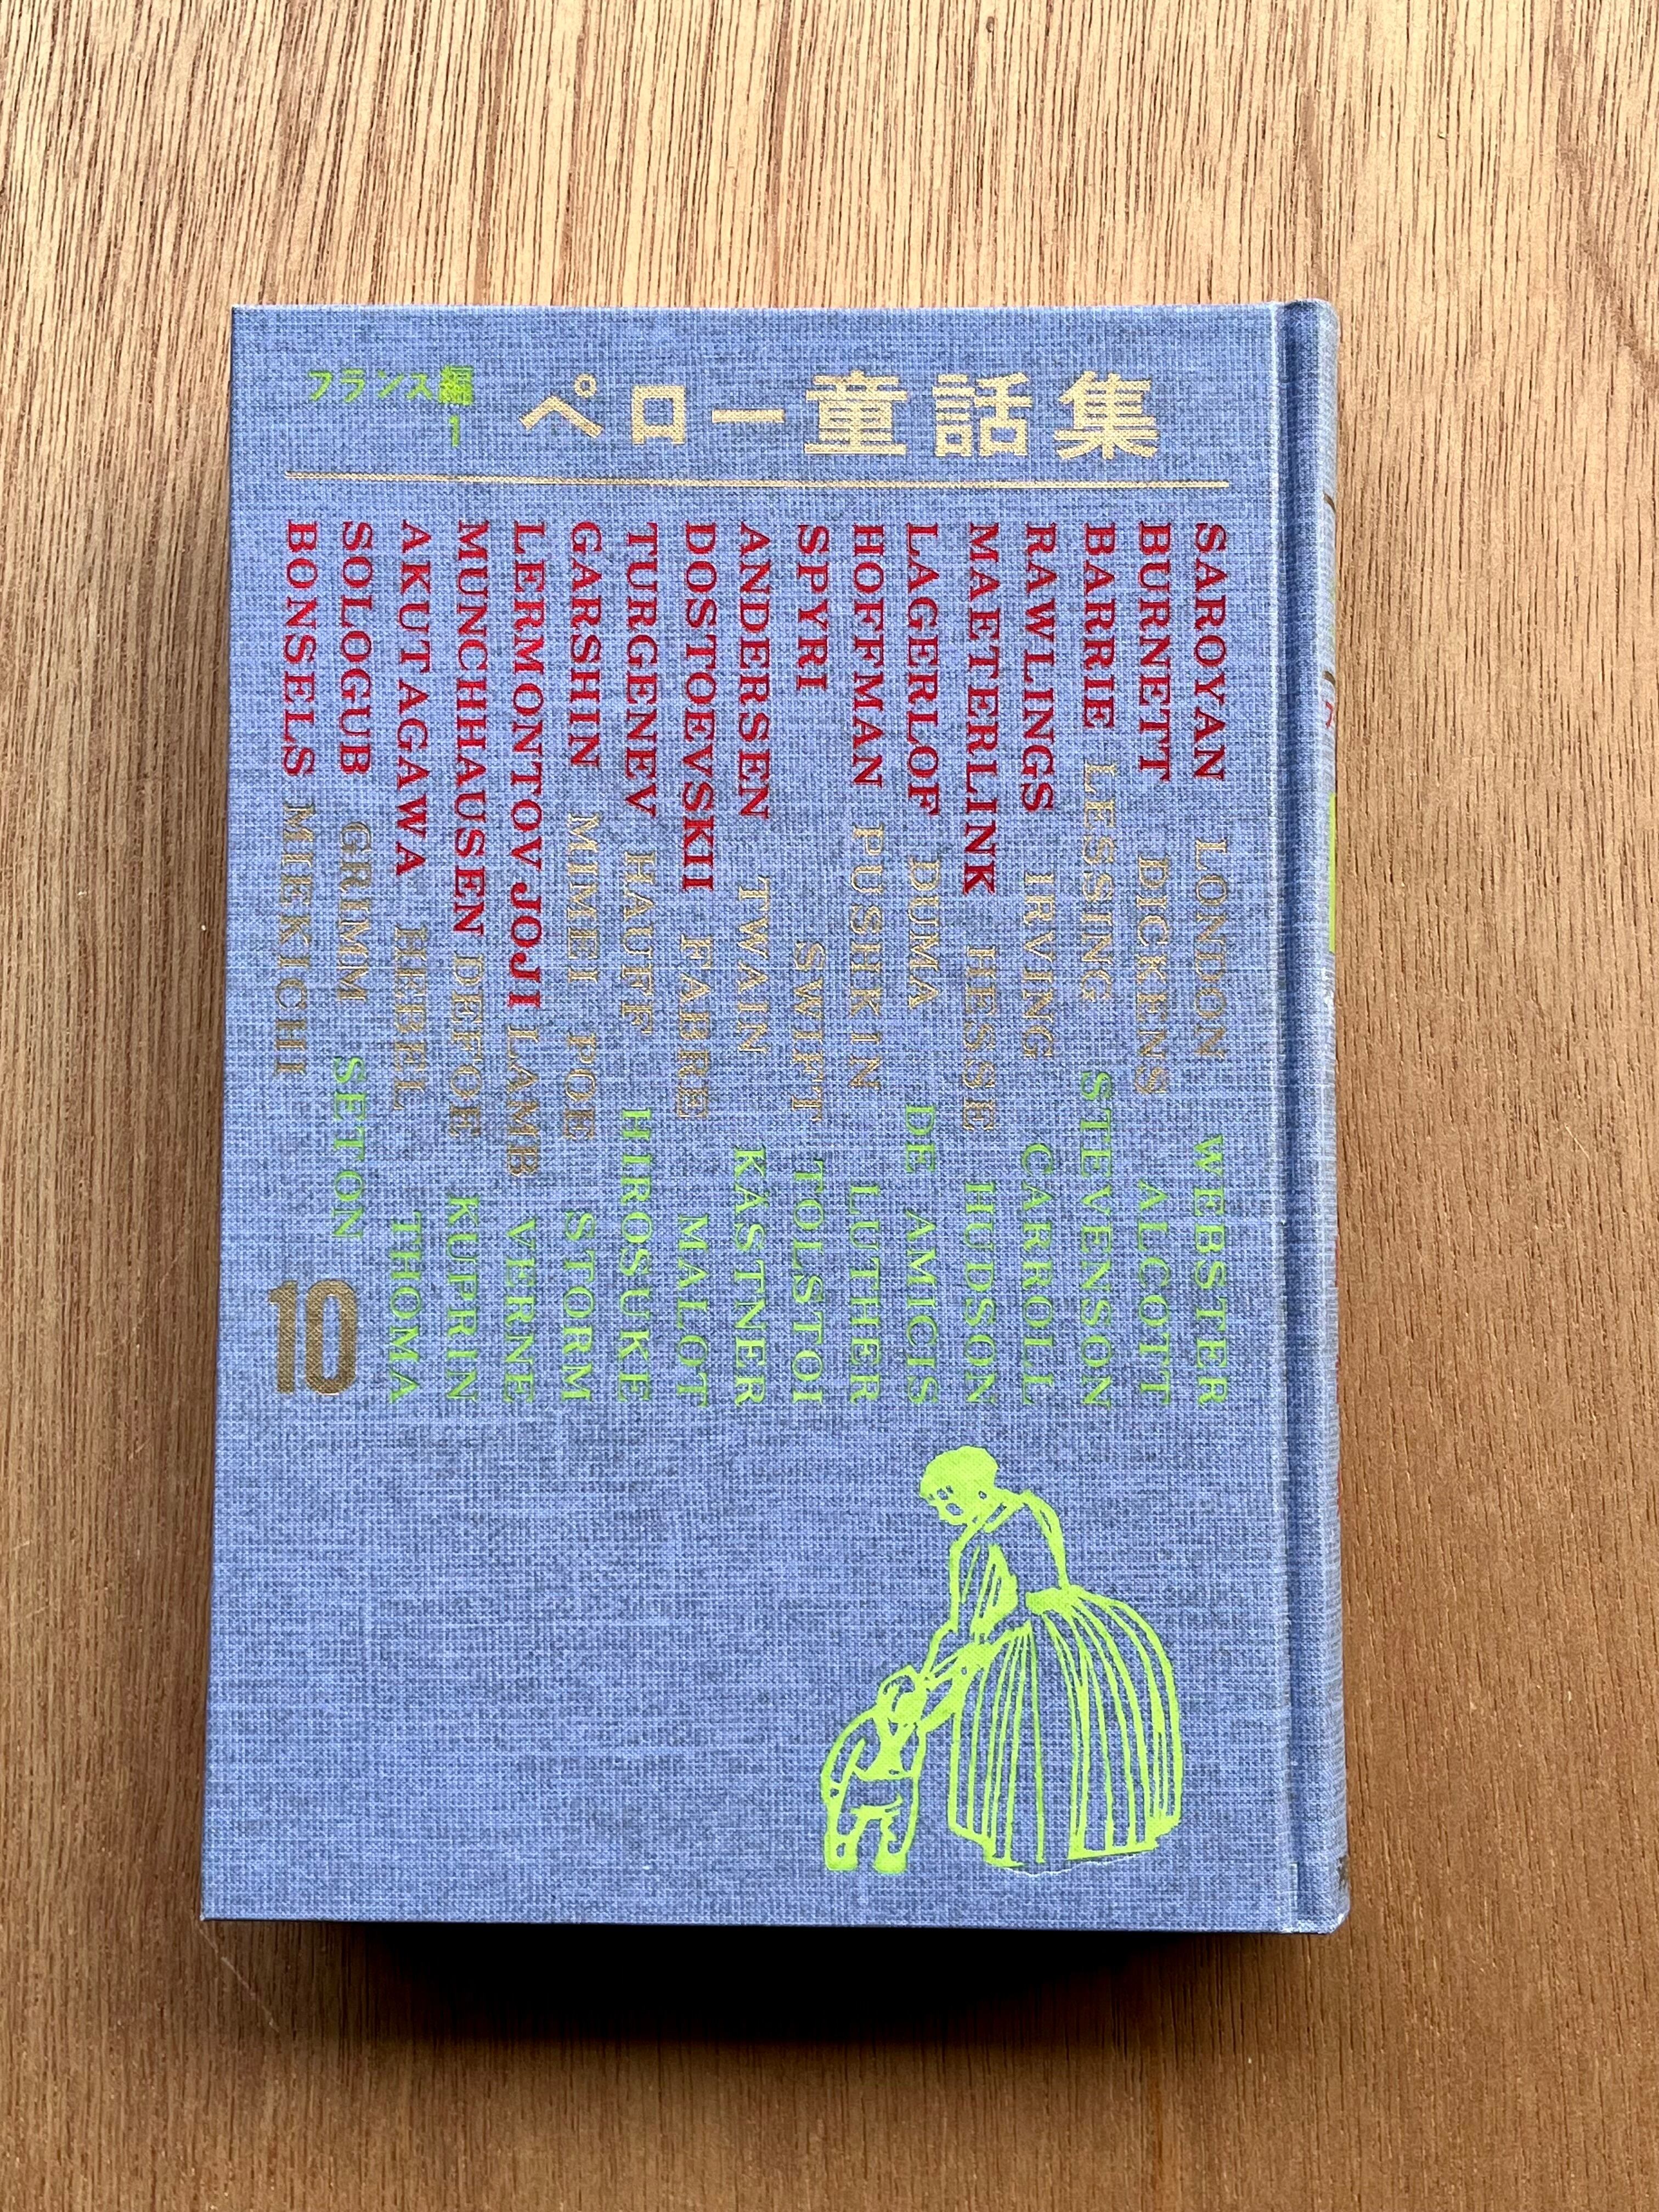 フランス編
1
ペロー童話集
SAROYAN LONDON WEBSTER
BURNETT DICKENS ALCOTT
BARRIE LESSING STEVENSON
RAWLINGS IRVING CARROLL
MAETERLINK HESSE HUDSON
LAGERLOF DUMA DE AMICIS
HOFFMAN PUSHKIN LUTHER
SPYRI SWIFT TOLSTOI
ANDERSEN TWAIN KÄSTNER
DOSTOEVSKII FABRE MALOT
TURGENEV HAUFF HIROSUKE
GARSHIN MIMEI POE STORM
LERMONTOV JOJI LAMB VERNE
MUNCHHAUSEN DEFOE KUPRIN
AKUTAGAWA HEBEL THOMA
SOLOGUB GRIMM SETON
BONSELS MIEKICHI
10